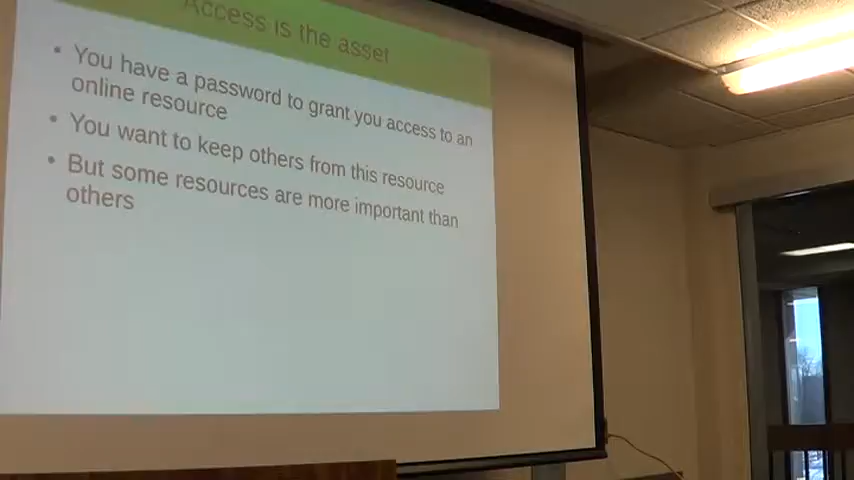 Access is the asset
• You have a password to grant you access to an
online resource
• You want to keep others from this resource
• But some resources are more important than
others